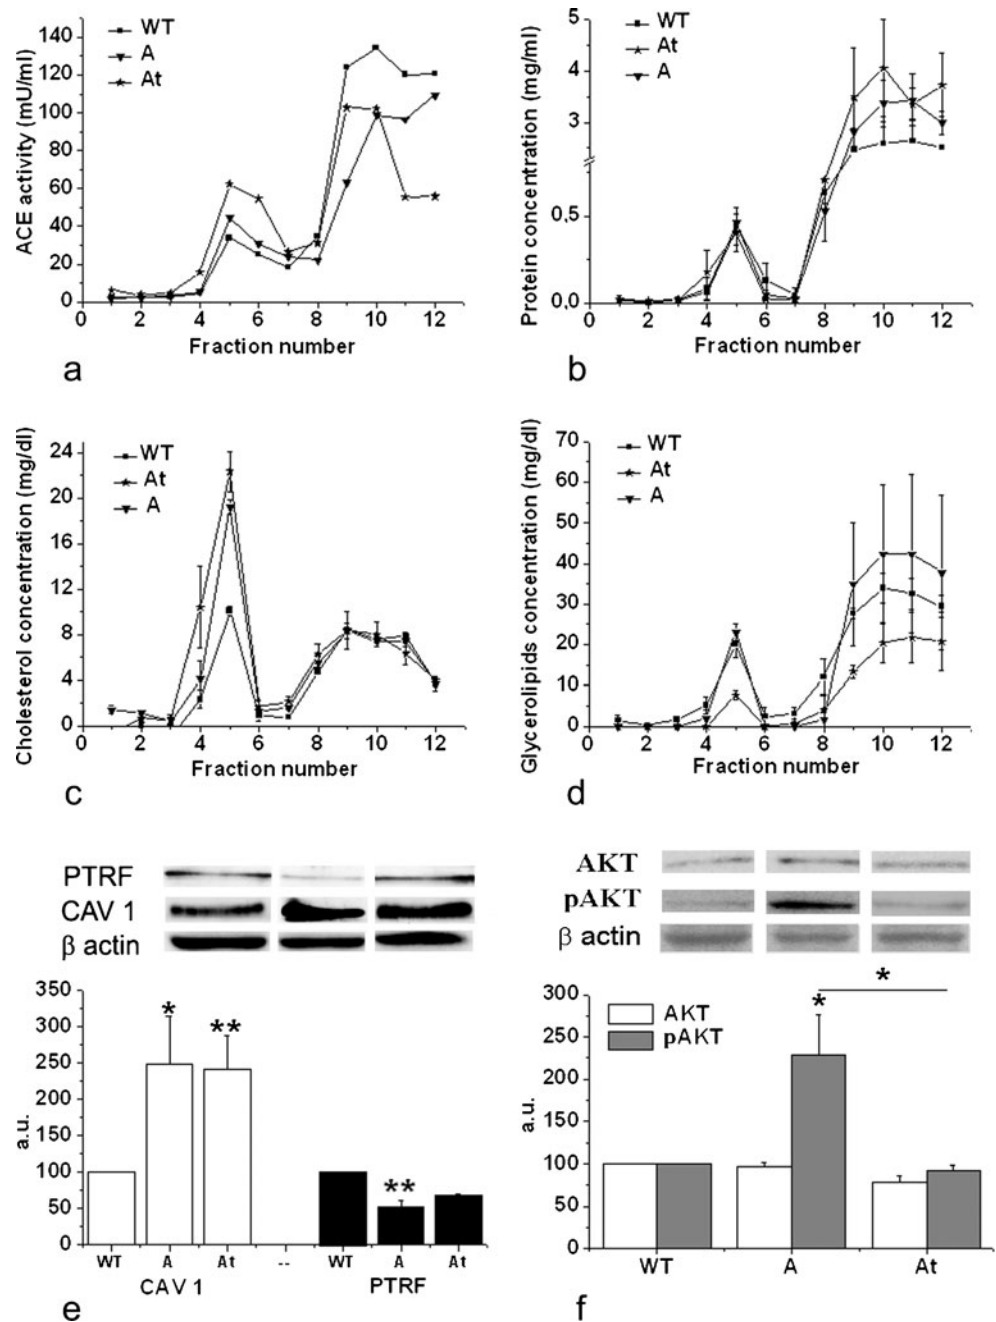 WT
A
At
ACE activity (mU/ml)
140
120
100
80
60
40
20
0
0 2 4 6 8 10 12
Fraction number
a
WT
At
A
Protein concentration (mg/ml)
5
4
3
0,5
0,0
0 2 4 6 8 10 12
Fraction number
b
WT
At
A
Cholesterol concentration (mg/dl)
24
20
16
12
8
4
0
0 2 4 6 8 10 12
Fraction number
c
WT
At
A
Glycerolipids concentration (mg/dl)
70
60
50
40
30
20
10
0
0 2 4 6 8 10 12
Fraction number
d
PTRF
CAV 1
β actin
350
300
250
200
150
100
50
0
a.u.
* ** **
WT A At -- WT A At
CAV 1 PTRF
e
AKT
pAKT
β actin
*
*
AKT
pAKT
300
250
200
150
100
50
0
a.u.
WT A At
f